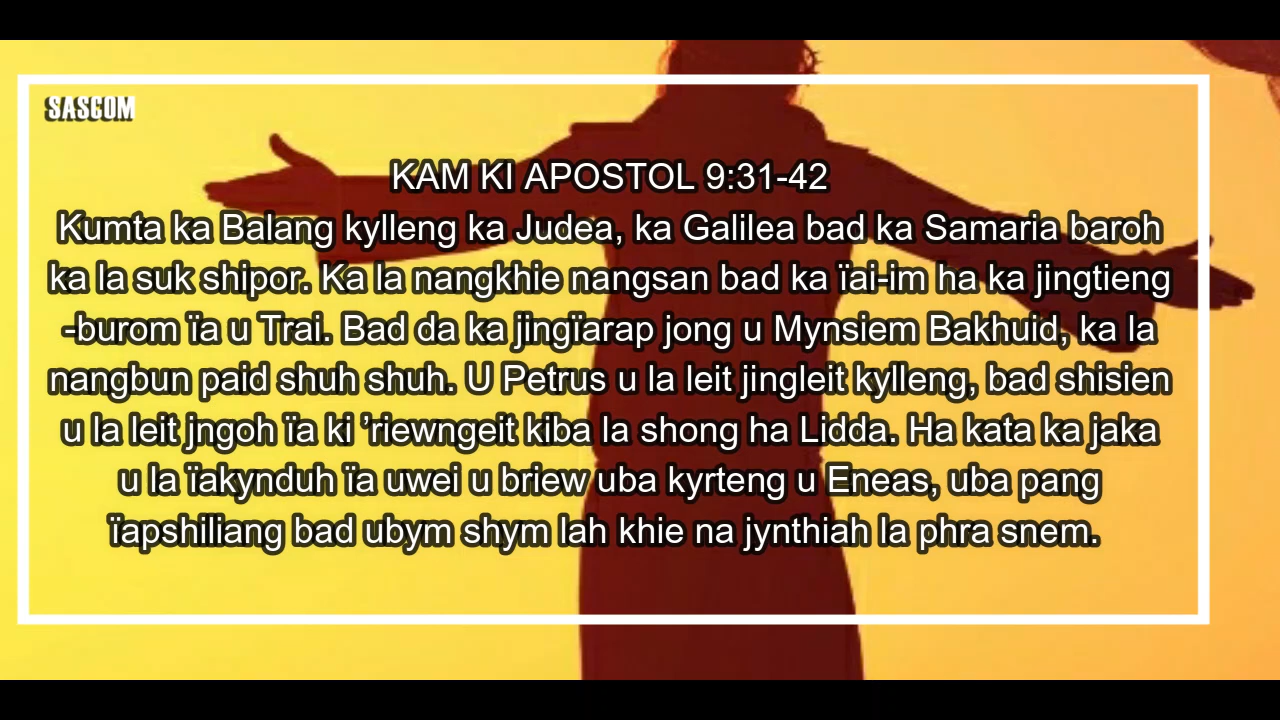 SASCOM
KAM KI APOSTOL 9:31-42
Kumta ka Balang kylleng ka Judea, ka Galilea bad ka Samaria baroh
ka la suk shipor. Ka la nangkhie nangsan bad ka ïai-im ha ka jingtieng
-burom ïa u Trai. Bad da ka jingïarap jong u Mynsiem Bakhuid, ka la
nangbun paid shuh shuh. U Petrus u la leit jingleit kylleng, bad shisien
u la leit jngoh ïa ki 'riewngeit kiba la shong ha Lidda. Ha kata ka jaka
u la ïakynduh ïa uwei u briew uba kyrteng u Eneas, uba pang
ïapshiliang bad ubym shym lah khie na jynthiah la phra snem.